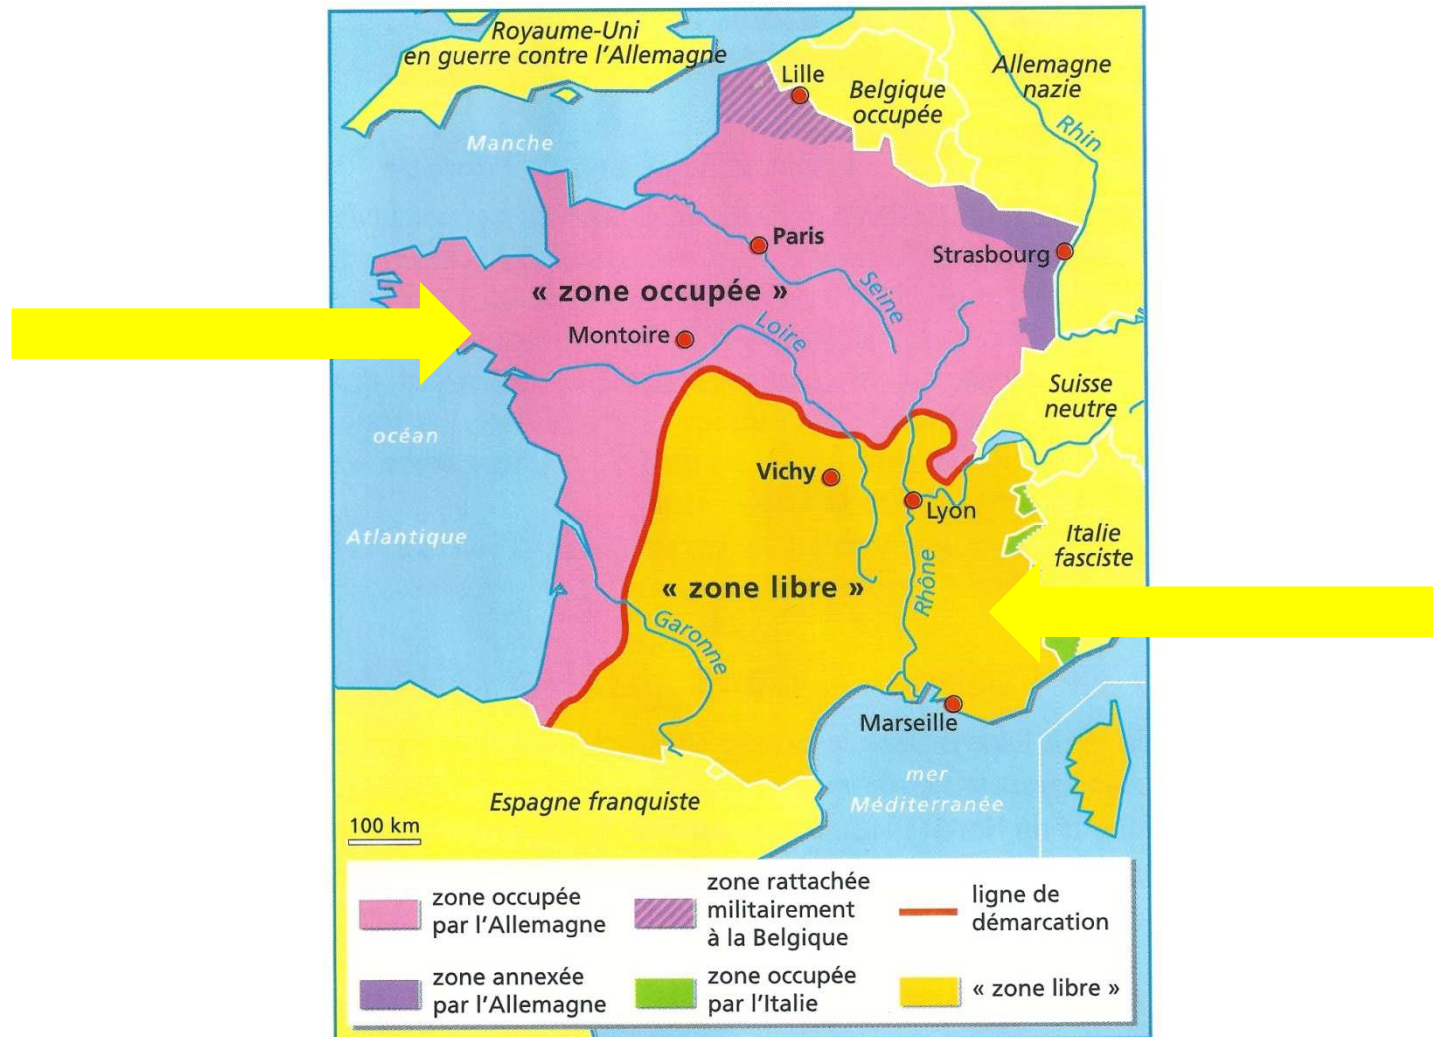 Royaume-Uni
en guerre contre l'Allemagne
Lille
Belgique
occupée
Allemagne
nazie
Rhin
Manche
Paris
Strasbourg
« zone occupée »
Seine
Montoire
Loire
Suisse
neutre
océan
Atlantique
Vichy
Lyon
Italie
fasciste
« zone libre »
Rhône
Garonne
Marseille
mer
Méditerranée
Espagne franquiste
100 km
zone occupée
par l'Allemagne
zone rattachée
militairement
à la Belgique
ligne de
démarcation
zone annexée
par l'Allemagne
zone occupée
par l'Italie
« zone libre »